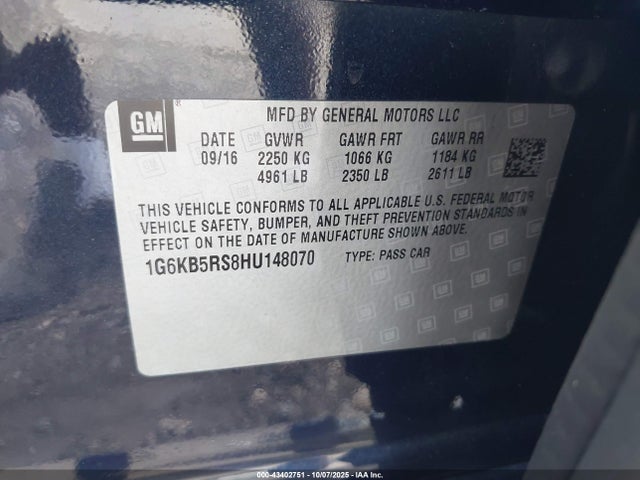 GM
®
MFD BY GENERAL MOTORS LLC
DATE GVWR GAWR FRT GAWR RR
09/16 2250 KG 1066 KG 1184 KG
4961 LB 2350 LB 2611 LB
THIS VEHICLE CONFORMS TO ALL APPLICABLE U.S. FEDERAL MOTOR
VEHICLE SAFETY, BUMPER, AND THEFT PREVENTION STANDARDS IN
EFFECT ON THE DATE OF MANUFACTURE SHOWN ABOVE.
1G6KB5RS8HU148070 TYPE: PASS CAR
000-43402751 - 10/07/2025 - IAA Inc.